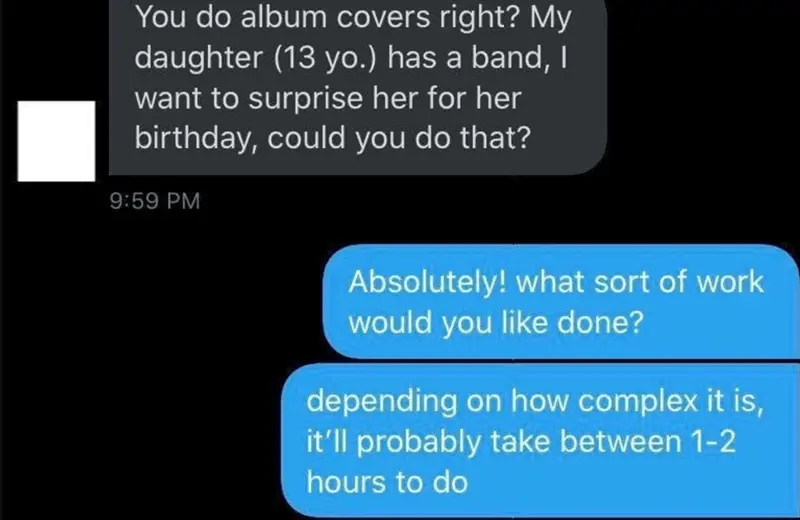 You do album covers right? My
daughter (13 yo.) has a band, I
want to surprise her for her
birthday, could you do that?
9:59 PM
Absolutely! what sort of work
would you like done?
depending on how complex it is,
it'll probably take between 1-2
hours to do